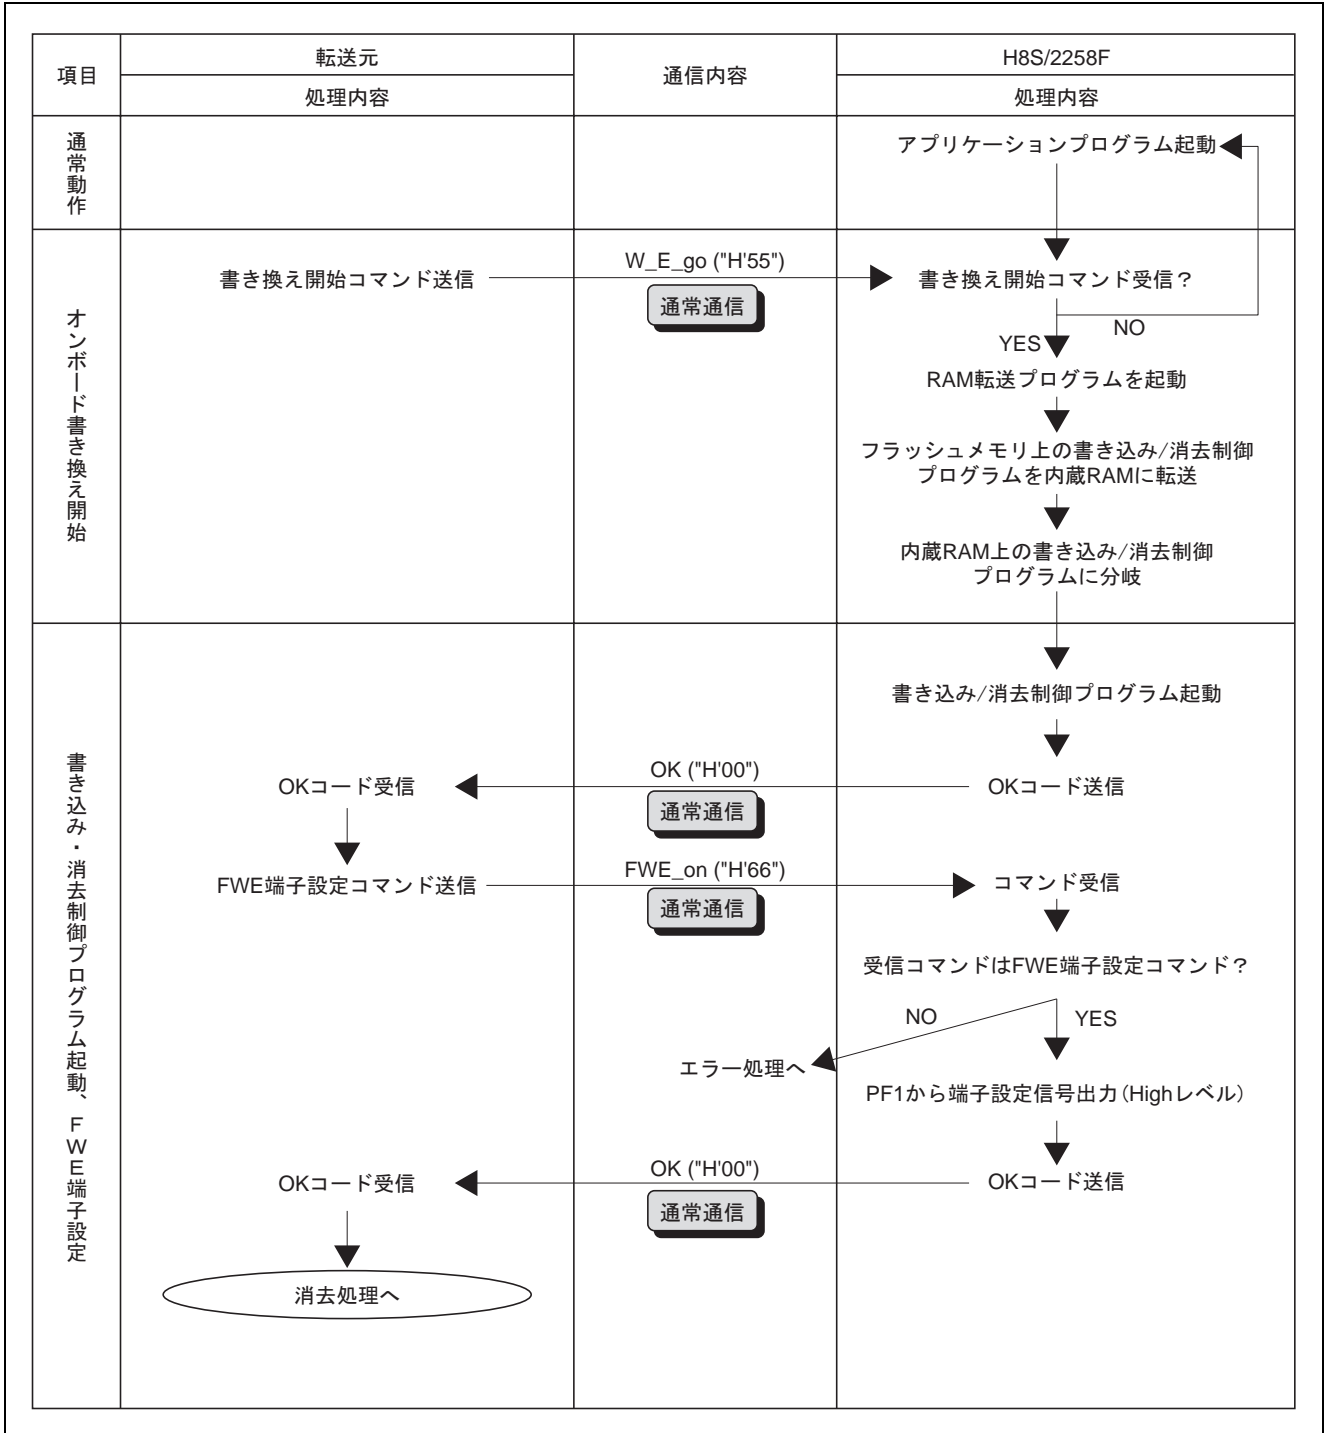 項目
転送元
通信内容
H8S/2258F
処理内容
処理内容
通常動作
アプリケーションプログラム起動
オンボード書き換え開始
書き換え開始コマンド送信
W_E_go ("H'55")
通常通信
書き換え開始コマンド受信？
NO
YES
RAM転送プログラムを起動
フラッシュメモリ上の書き込み/消去制御
プログラムを内蔵RAMに転送
内蔵RAM上の書き込み/消去制御
プログラムに分岐
書き込み・消去制御プログラム起動、FWE端子設定
書き込み/消去制御プログラム起動
OKコード受信
OK ("H'00")
通常通信
OKコード送信
FWE端子設定コマンド送信
FWE_on ("H'66")
通常通信
コマンド受信
受信コマンドはFWE端子設定コマンド？
NO
YES
エラー処理へ
PF1から端子設定信号出力(Highレベル)
OKコード受信
OK ("H'00")
通常通信
OKコード送信
消去処理へ